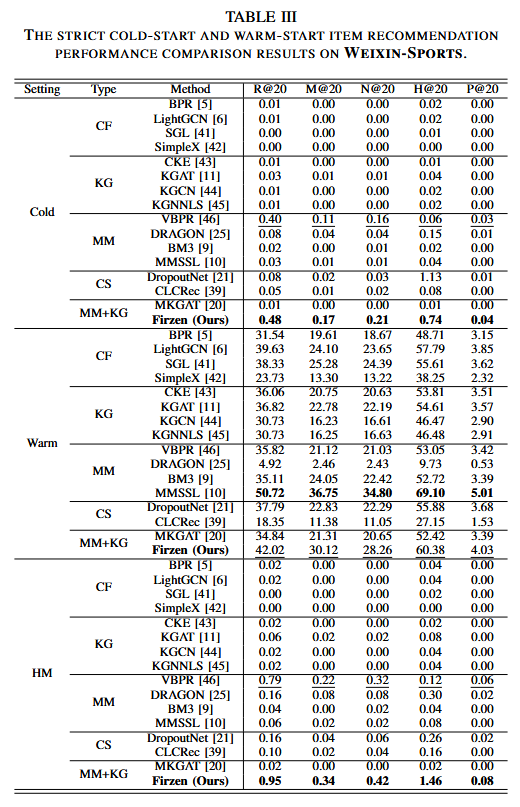 TABLE III
THE STRICT COLD-START AND WARM-START ITEM RECOMMENDATION
PERFORMANCE COMPARISON RESULTS ON WEIXIN-SPORTS.
Setting Type Method R@20 M@20 N@20 H@20 P@20
Cold CF BPR [5] 0.01 0.00 0.00 0.02 0.00
LightGCN [6] 0.01 0.00 0.00 0.02 0.00
SGL [41] 0.00 0.00 0.00 0.01 0.00
SimpleX [42] 0.00 0.00 0.00 0.00 0.00
KG CKE [43] 0.01 0.00 0.00 0.01 0.00
KGAT [11] 0.03 0.01 0.01 0.04 0.00
KGCN [44] 0.01 0.00 0.00 0.02 0.00
KGNNLS [45] 0.01 0.00 0.00 0.02 0.00
MM VBPR [46] 0.40 0.11 0.16 0.06 0.03
DRAGON [25] 0.08 0.04 0.04 0.15 0.01
BM3 [9] 0.02 0.00 0.01 0.02 0.00
MMSSL [10] 0.03 0.01 0.01 0.04 0.00
CS DropoutNet [21] 0.08 0.02 0.03 1.13 0.01
CLCRec [39] 0.05 0.01 0.02 0.08 0.00
MM+KG MKGAT [20] 0.01 0.00 0.00 0.01 0.00
Firzen (Ours) 0.48 0.17 0.21 0.74 0.04
Warm CF BPR [5] 31.54 19.61 18.67 48.71 3.15
LightGCN [6] 39.63 24.10 23.65 57.79 3.85
SGL [41] 38.33 25.28 24.39 55.61 3.62
SimpleX [42] 23.73 13.30 13.22 38.25 2.32
KG CKE [43] 36.06 20.75 20.63 53.81 3.51
KGAT [11] 36.82 22.78 22.19 54.61 3.57
KGCN [44] 30.73 16.23 16.61 46.47 2.90
KGNNLS [45] 30.73 16.25 16.63 46.48 2.91
MM VBPR [46] 35.82 21.12 21.03 53.05 3.42
DRAGON [25] 4.92 2.46 2.43 9.73 0.53
BM3 [9] 35.11 24.05 22.42 52.72 3.39
MMSSL [10] 50.72 36.75 34.80 69.10 5.01
CS DropoutNet [21] 37.79 22.83 22.29 55.88 3.68
CLCRec [39] 18.35 11.38 11.07 27.15 1.53
MM+KG MKGAT [20] 34.84 21.31 20.65 52.42 3.39
Firzen (Ours) 42.02 30.12 28.26 60.38 4.03
HM CF BPR [5] 0.02 0.00 0.00 0.04 0.00
LightGCN [6] 0.02 0.00 0.00 0.04 0.00
SGL [41] 0.00 0.00 0.00 0.02 0.00
SimpleX [42] 0.00 0.00 0.00 0.00 0.00
KG CKE [43] 0.02 0.00 0.00 0.02 0.00
KGAT [11] 0.06 0.02 0.02 0.08 0.00
KGCN [44] 0.02 0.00 0.00 0.04 0.00
KGNNLS [45] 0.02 0.00 0.00 0.04 0.00
MM VBPR [46] 0.79 0.22 0.32 0.12 0.06
DRAGON [25] 0.16 0.08 0.08 0.30 0.02
BM3 [9] 0.04 0.00 0.02 0.04 0.00
MMSSL [10] 0.06 0.02 0.02 0.08 0.00
CS DropoutNet [21] 0.16 0.04 0.06 0.26 0.02
CLCRec [39] 0.10 0.02 0.04 0.16 0.00
MM+KG MKGAT [20] 0.02 0.00 0.00 0.02 0.00
Firzen (Ours) 0.95 0.34 0.42 1.46 0.08